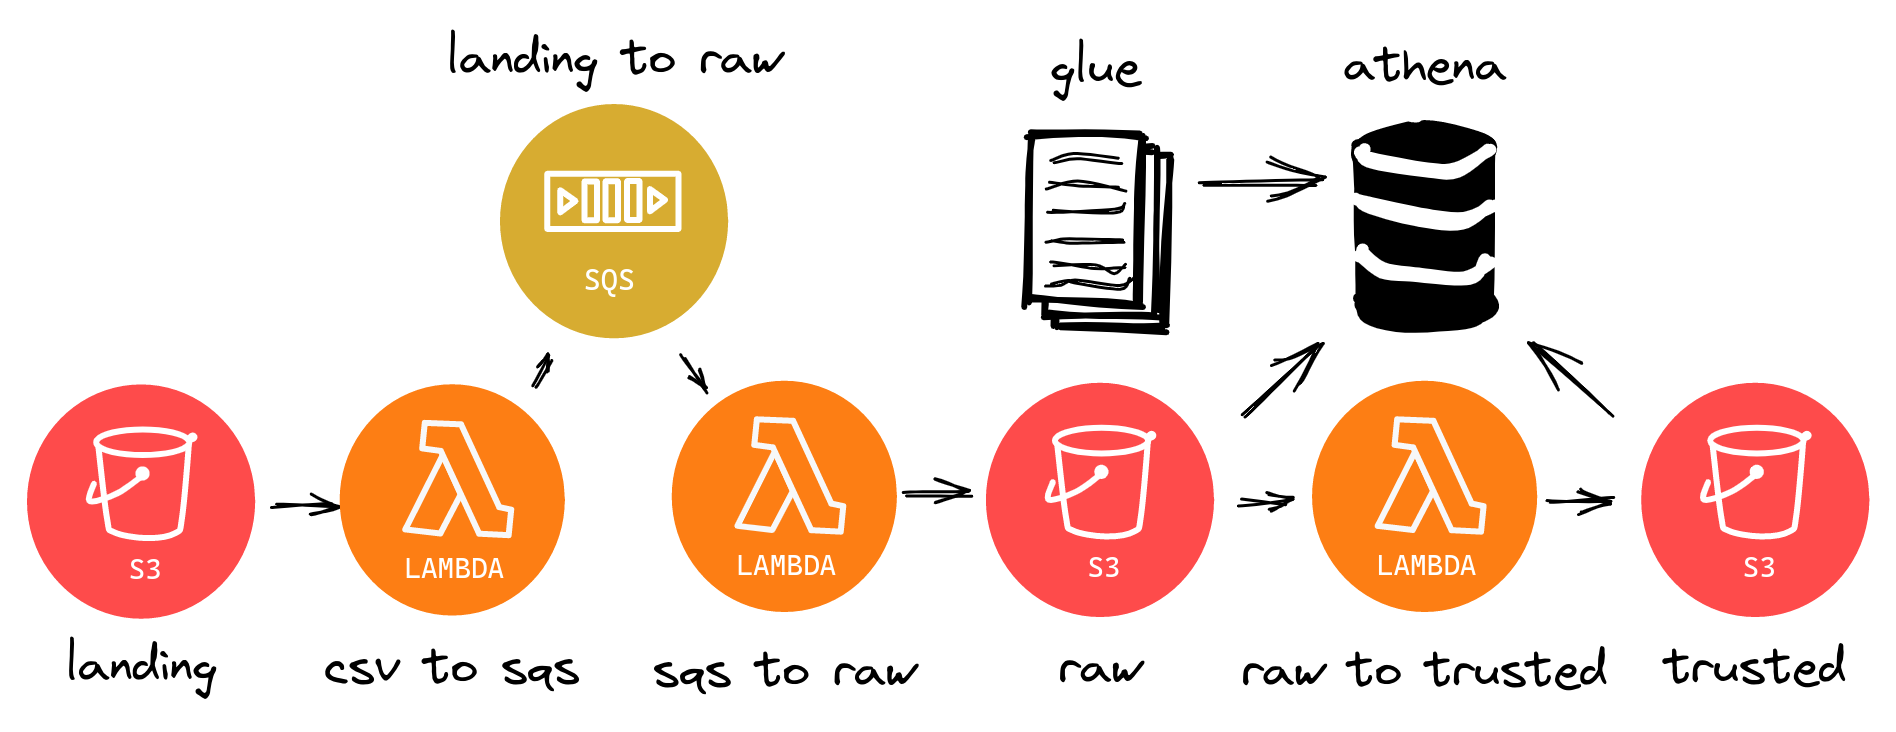 landing to raw
glue
athena
SQS
S3
LAMBDA
LAMBDA
S3
LAMBDA
S3
landing
csv to sqs
sqs to raw
raw
raw to trusted
trusted